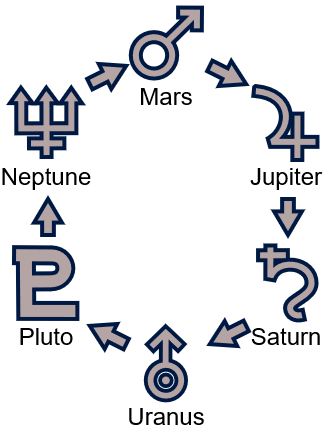 Mars
Jupiter
Saturn
Uranus
Pluto
Neptune